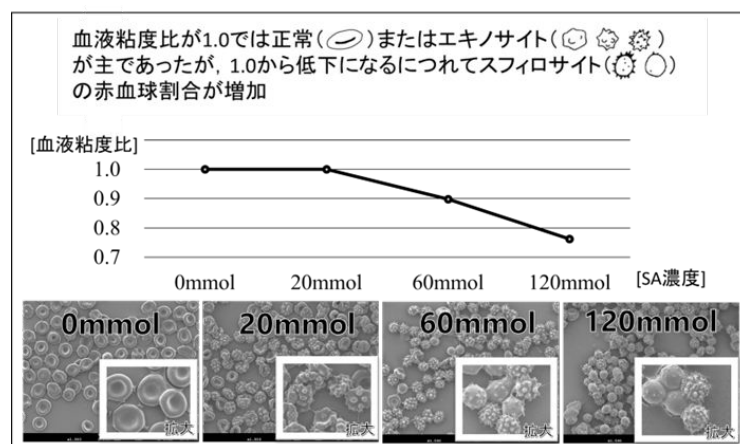 血液粘度比が1.0では正常( )またはエキノサイト( )
が主であったが，1.0から低下になるにつれてスフィロサイト( )
の赤血球割合が増加
[血液粘度比]
1.0
0.9
0.8
0.7
0mmol 20mmol 60mmol 120mmol [SA濃度]
0mmol 20mmol 60mmol 120mmol
拡大 拡大 拡大 拡大